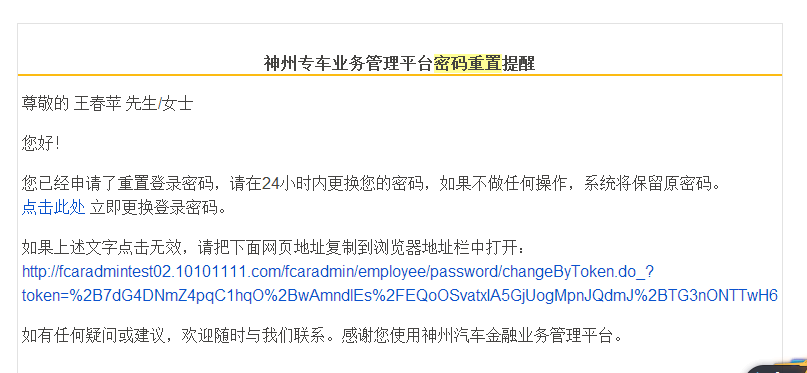 神州专车业务管理平台密码重置提醒
尊敬的 王春苹 先生/女士
您好!
您已经申请了重置登录密码，请在24小时内更换您的密码，如果不做任何操作，系统将保留原密码。
点击此处 立即更换登录密码。
如果上述文字点击无效，请把下面网页地址复制到浏览器地址栏中打开：
http://fcaradmintest02.10101111.com/fcaradmin/employee/password/changeByToken.do_?
token=%2B7dG4DNmZ4pqC1hqO%2BwAmndlEs%2FEQoOSvatxlA5GjUogMpnJQdmJ%2BTG3nONTTwH6
如有任何疑问或建议，欢迎随时与我们联系。感谢您使用神州汽车金融业务管理平台。